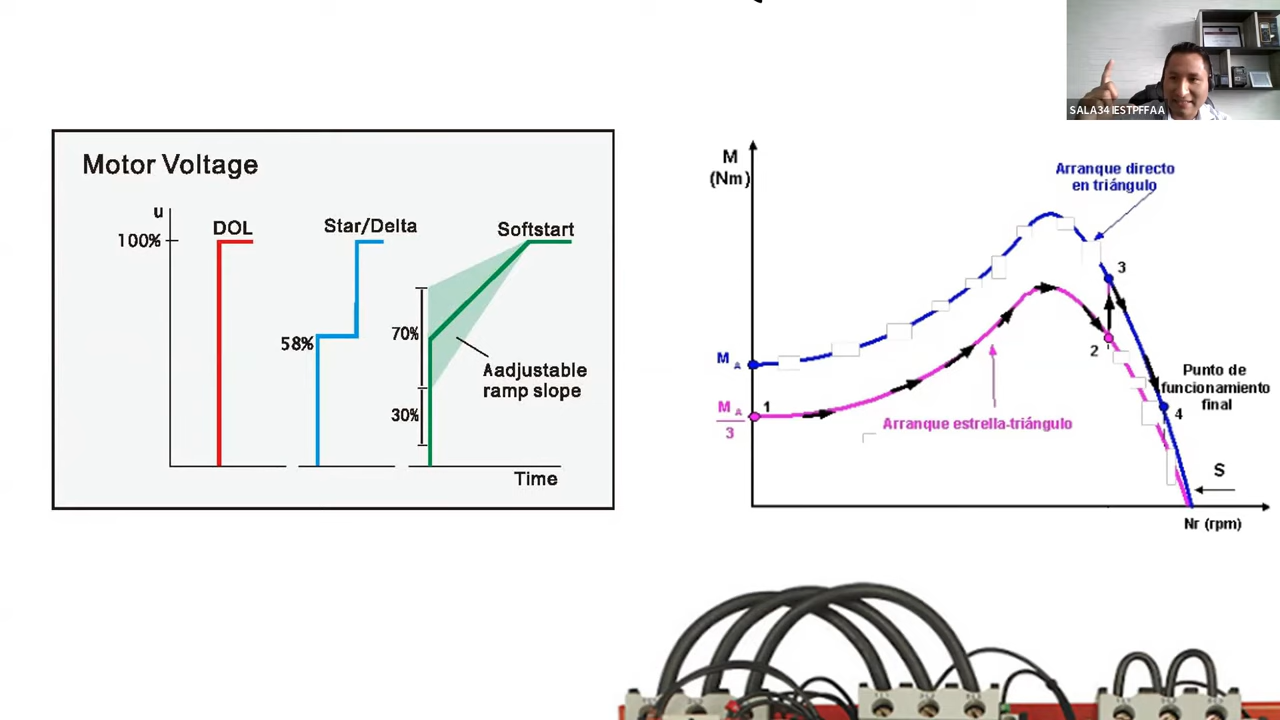 SALA34 IESTPFFAA
Motor Voltage
u
100%
DOL
Star/Delta
Softstart
58%
70%
30%
Aadjustable
ramp slope
Time
M
(Nm)
Arranque directo
en triángulo
3
M A
2
M A
3
1
Arranque estrella-triángulo
Punto de
funcionamiento
final
4
S
Nr (rpm)